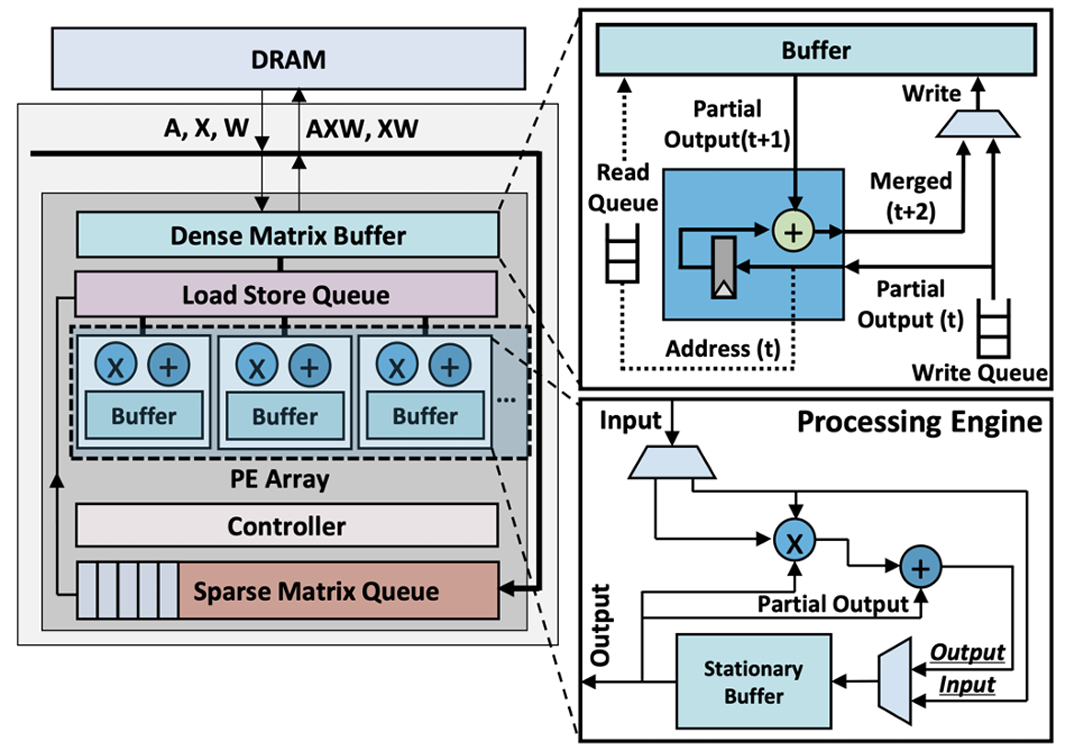 DRAM
A, X, W
AXW, XW
Dense Matrix Buffer
Load Store Queue
X
+
X
+
X
+
Buffer
Buffer
Buffer
...
PE Array
Controller
Sparse Matrix Queue
Buffer
Partial
Output(t+1)
Write
Read
Queue
Merged
(t+2)
+
Partial
Output (t)
Address (t)
Write Queue
Input
Processing Engine
X
+
Partial Output
Output
Stationary
Buffer
Output
Input